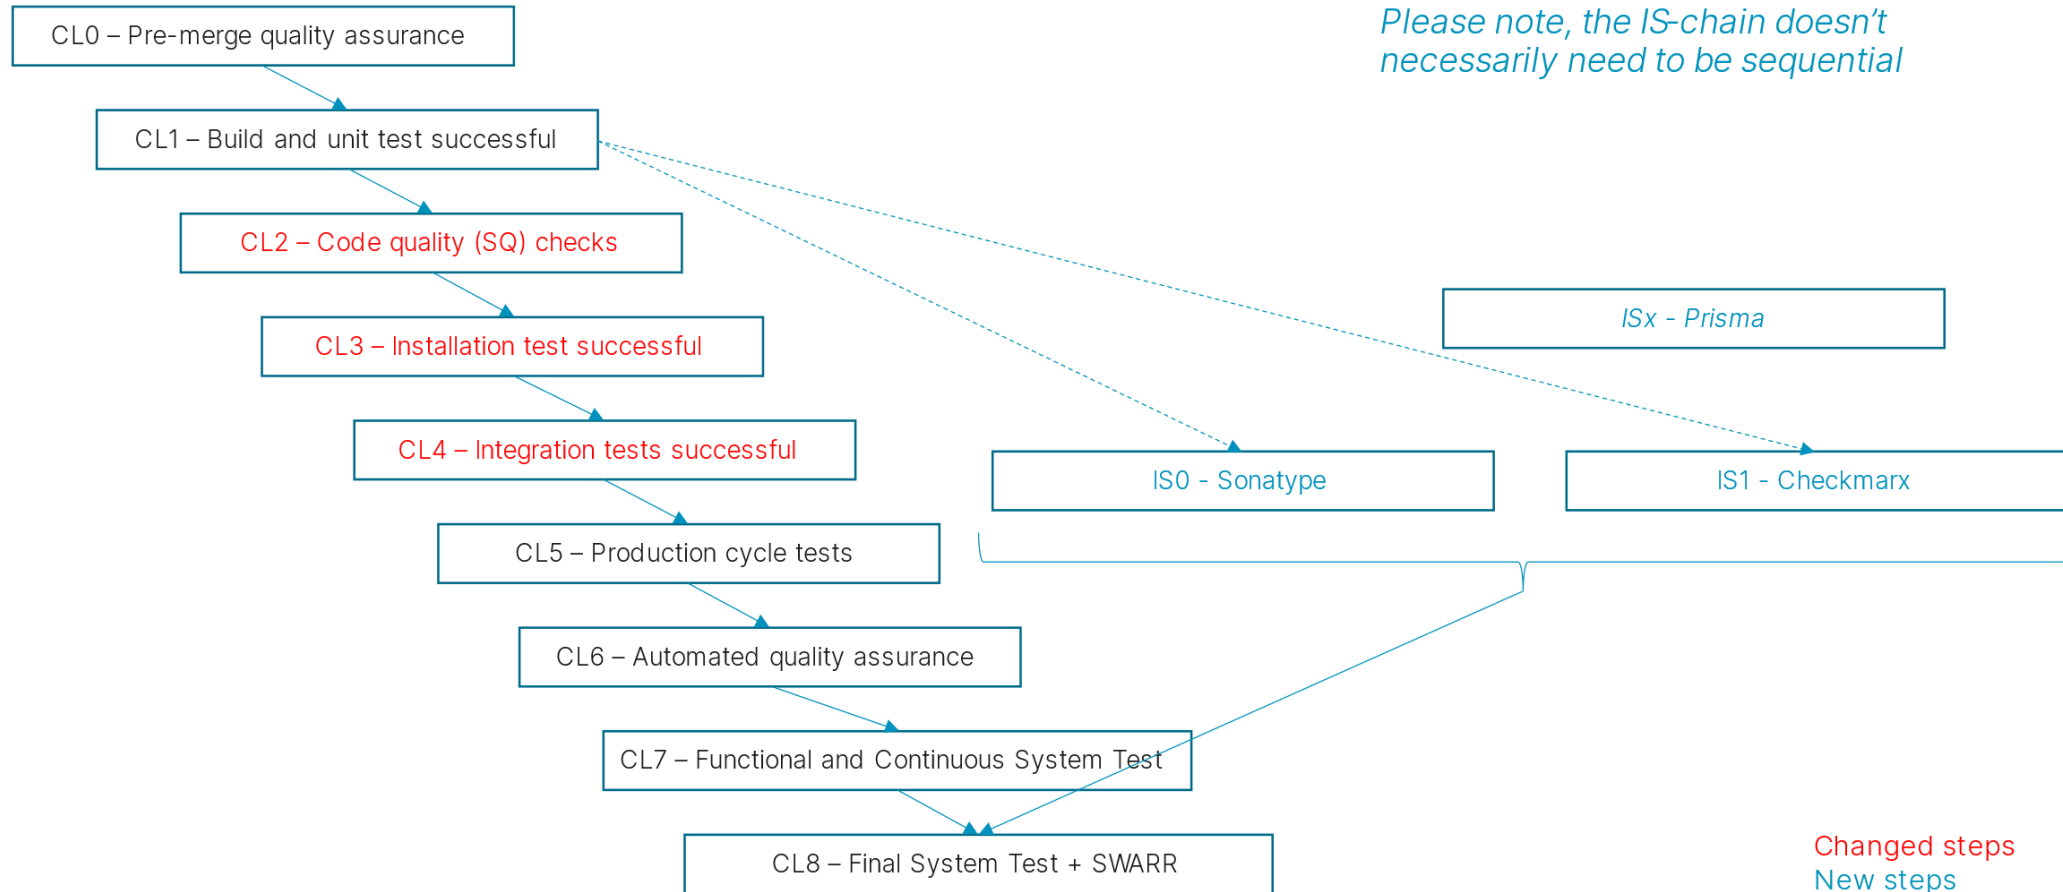 CL0 – Pre-merge quality assurance
Please note, the IS-chain doesn’t
necessarily need to be sequential
CL1 – Build and unit test successful
CL2 – Code quality (SQ) checks
ISx - Prisma
CL3 – Installation test successful
CL4 – Integration tests successful
IS0 - Sonatype
IS1 - Checkmarx
CL5 – Production cycle tests
CL6 – Automated quality assurance
CL7 – Functional and Continuous System Test
CL8 – Final System Test + SWARR
Changed steps
New steps